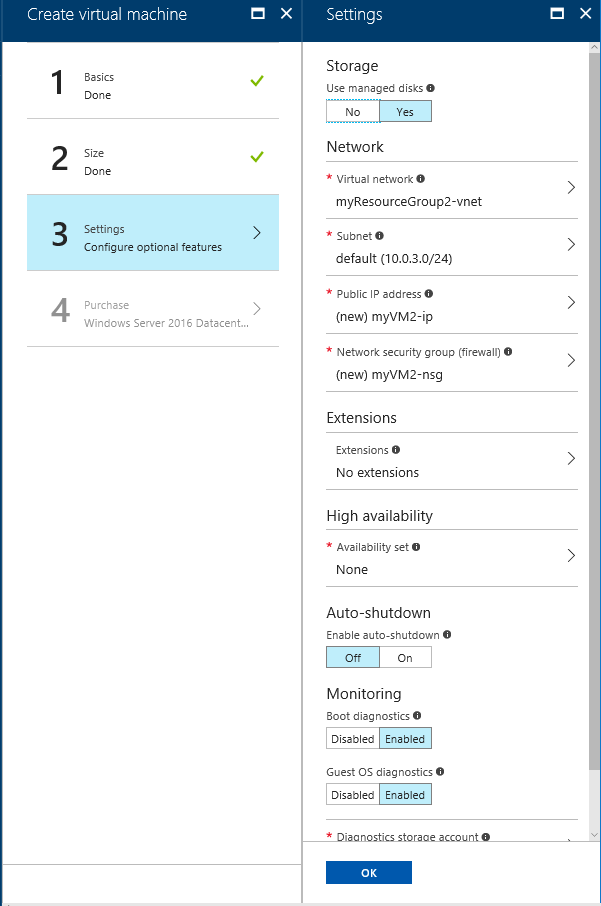 Create virtual machine
1
Basics
Done
2
Size
Done
3
Settings
Configure optional features
4
Purchase
Windows Server 2016 Datacent...
Settings
Storage
Use managed disks
No Yes
Network
* Virtual network
myResourceGroup2-vnet
* Subnet
default (10.0.3.0/24)
* Public IP address
(new) myVM2-ip
* Network security group (firewall)
(new) myVM2-nsg
Extensions
Extensions
No extensions
High availability
* Availability set
None
Auto-shutdown
Enable auto-shutdown
Off On
Monitoring
Boot diagnostics
Disabled Enabled
Guest OS diagnostics
Disabled Enabled
* Diagnostics storage account
OK